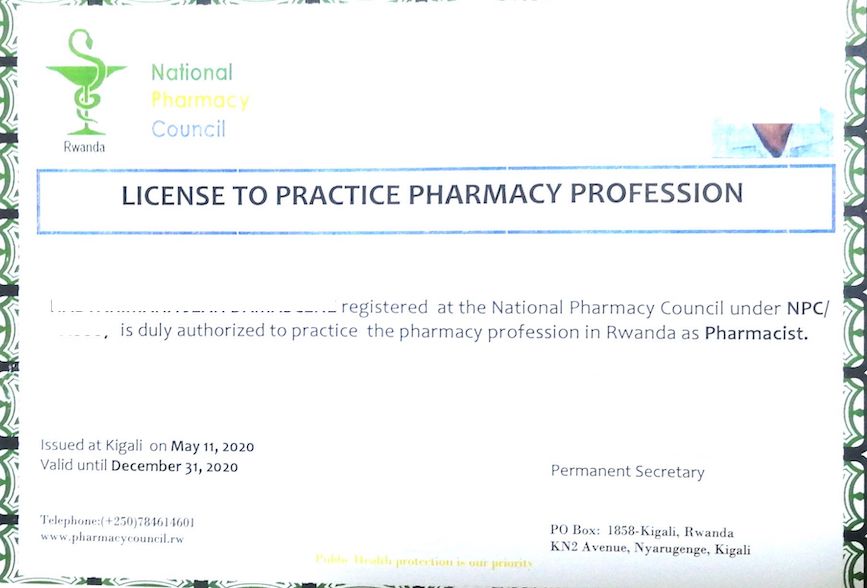 National
Pharmacy
Council
Rwanda
LICENSE TO PRACTICE PHARMACY PROFESSION
registered at the National Pharmacy Council under NPC/
, is duly authorized to practice the pharmacy profession in Rwanda as Pharmacist.
Issued at Kigali on May 11, 2020
Valid until December 31, 2020
Permanent Secretary
Telephone:(+250)784614601
www.pharmacycouncil.rw
PO Box: 1858-Kigali, Rwanda
KN2 Avenue, Nyarugenge, Kigali
Public Health protection is our priority